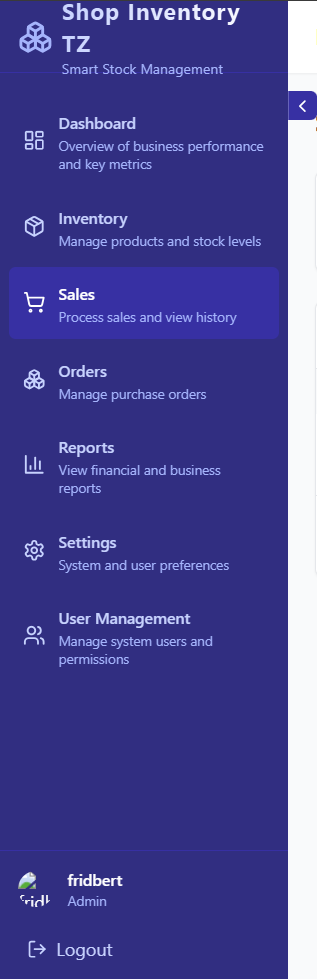 Shop Inventory
TZ
Smart Stock Management
Dashboard
Overview of business performance
and key metrics
Inventory
Manage products and stock levels
Sales
Process sales and view history
Orders
Manage purchase orders
Reports
View financial and business
reports
Settings
System and user preferences
User Management
Manage system users and
permissions
fridbert
Admin
Logout